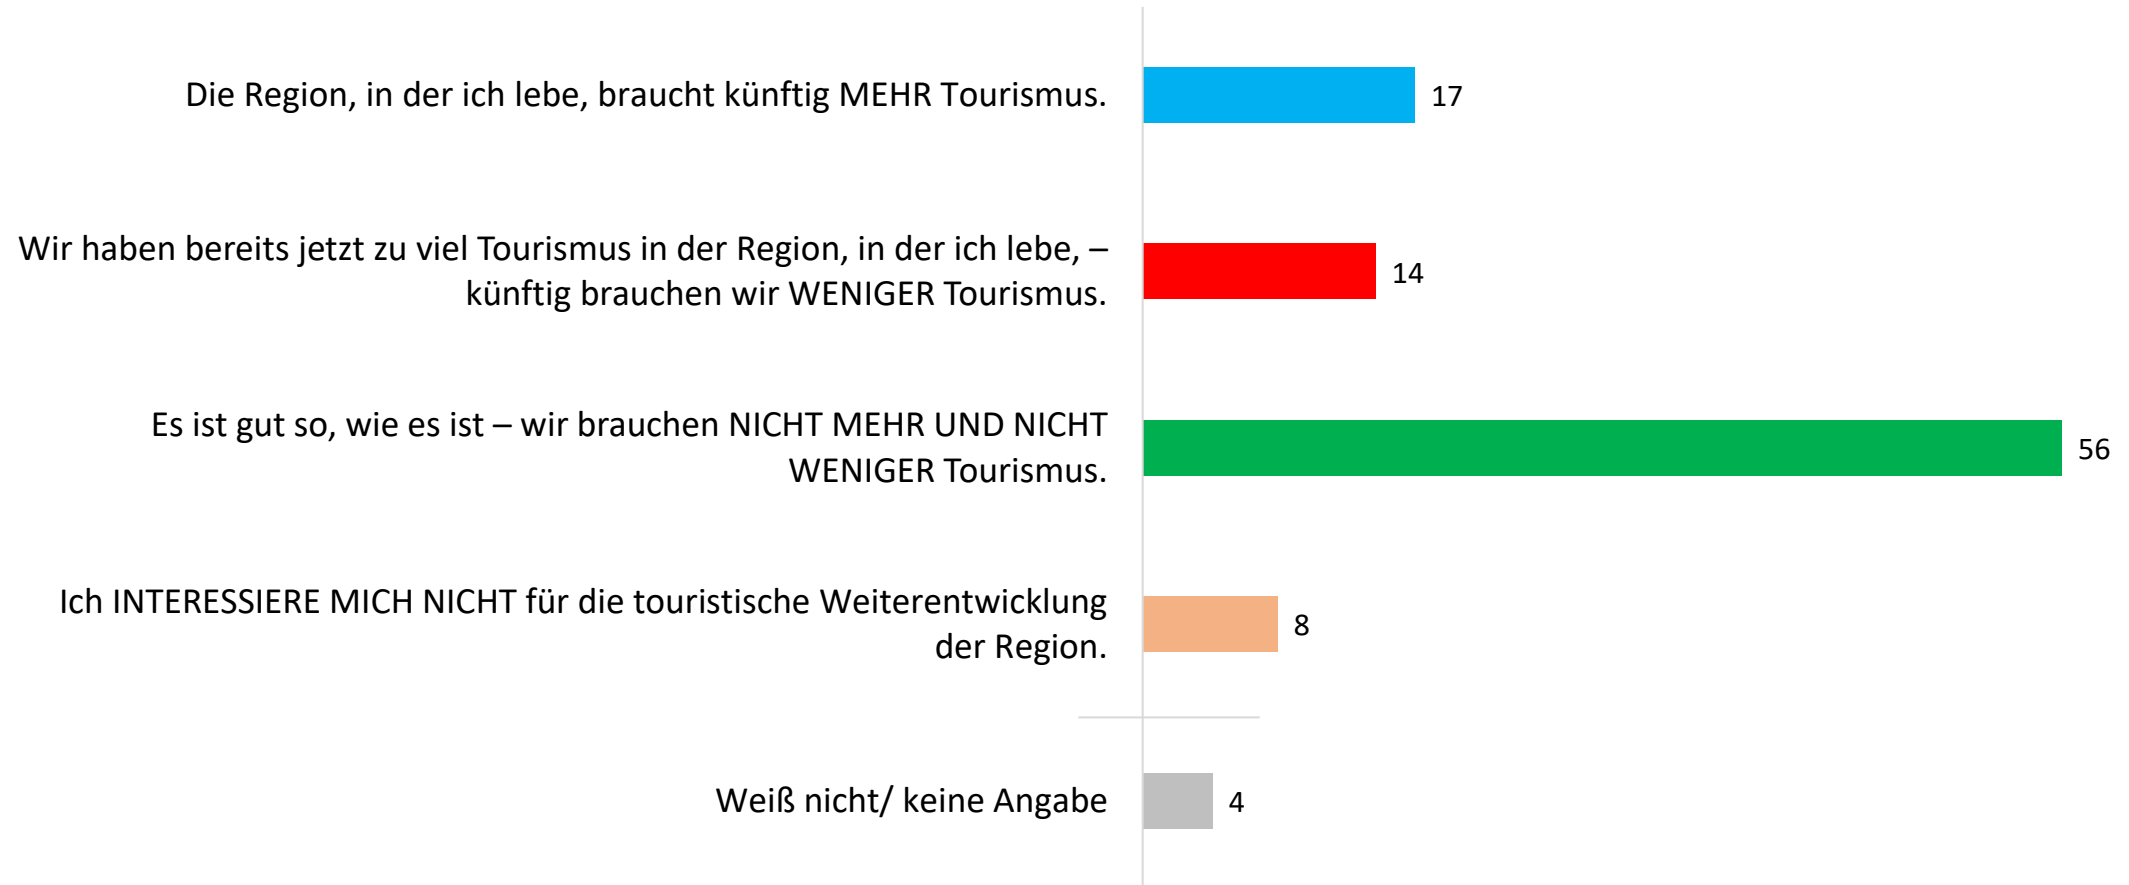 Die Region, in der ich lebe, braucht künftig MEHR Tourismus.
17
Wir haben bereits jetzt zu viel Tourismus in der Region, in der ich lebe, –
künftig brauchen wir WENIGER Tourismus.
14
Es ist gut so, wie es ist – wir brauchen NICHT MEHR UND NICHT
WENIGER Tourismus.
56
Ich INTERESSIERE MICH NICHT für die touristische Weiterentwicklung
der Region.
8
Weiß nicht/ keine Angabe
4